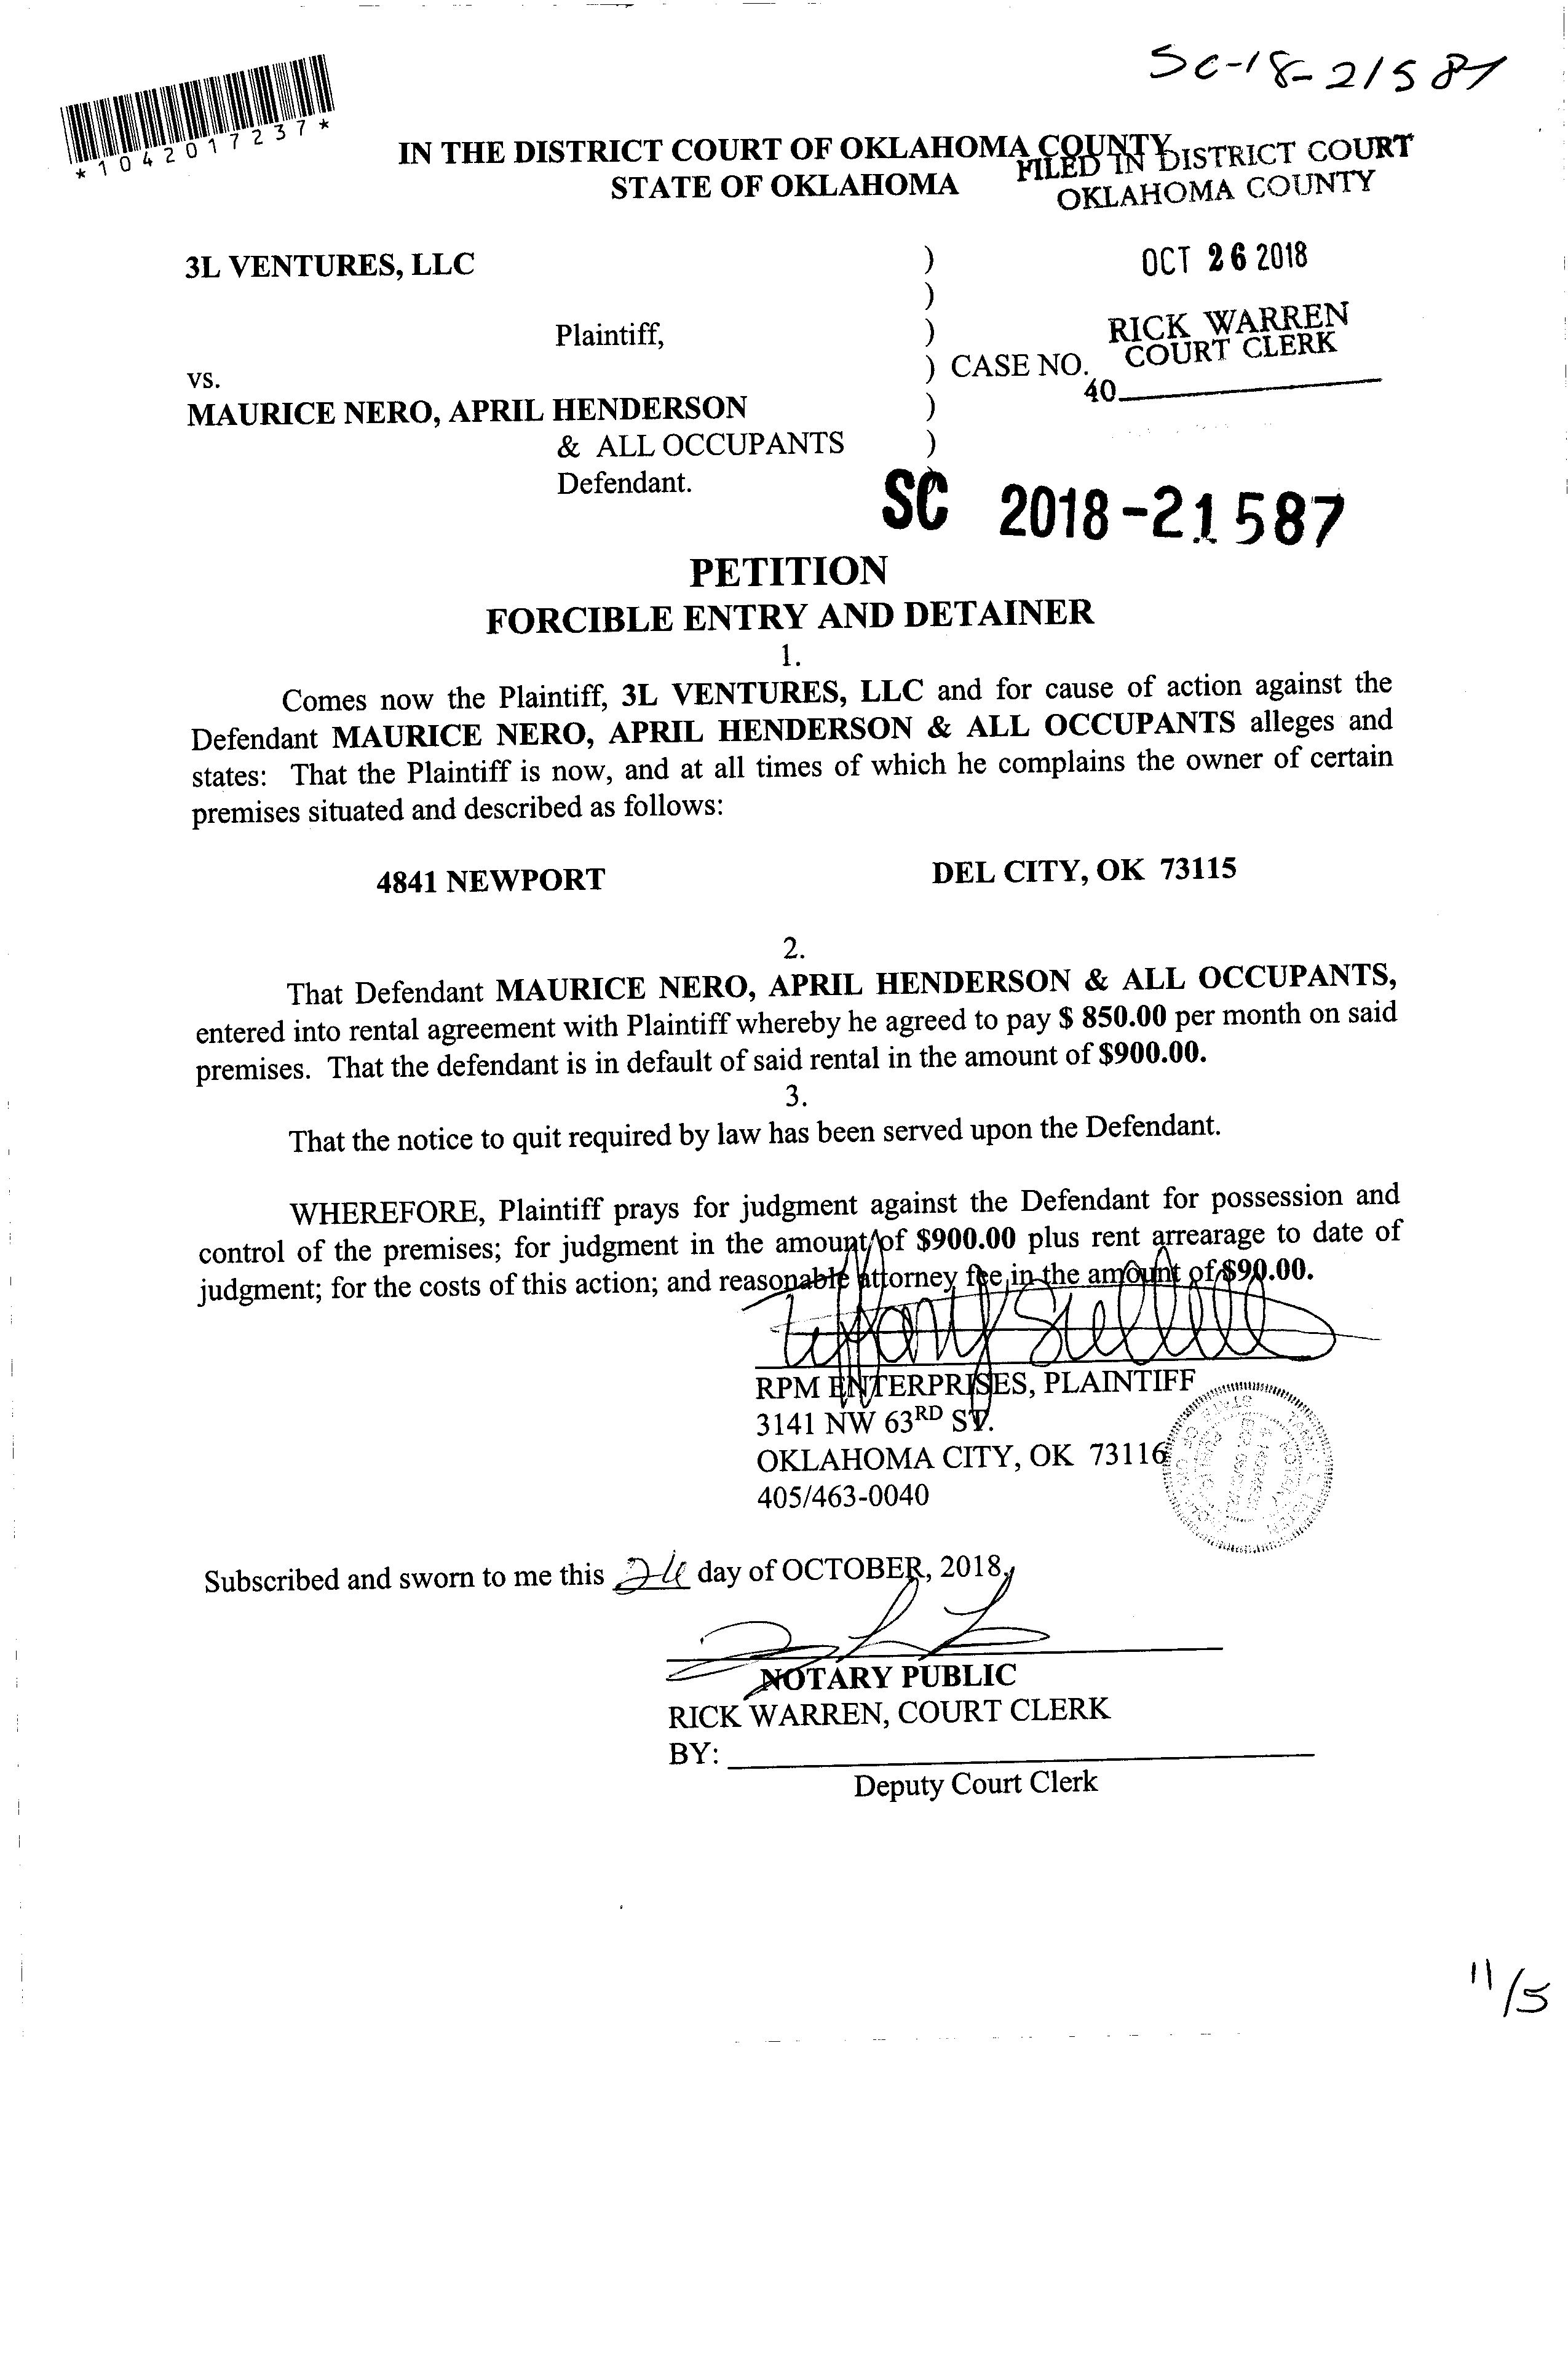 SC-18-21587
*1042017237*
IN THE DISTRICT COURT OF OKLAHOMA COUNTY
STATE OF OKLAHOMA
FILED IN DISTRICT COURT
OKLAHOMA COUNTY
3L VENTURES, LLC )
OCT 26 2018
)
Plaintiff, )
RICK WARREN
COURT CLERK
vs. ) CASE NO.
40
MAURICE NERO, APRIL HENDERSON )
& ALL OCCUPANTS )
Defendant. )
SC 2018-21587
PETITION
FORCIBLE ENTRY AND DETAINER
1.
Comes now the Plaintiff, 3L VENTURES, LLC and for cause of action against the
Defendant MAURICE NERO, APRIL HENDERSON & ALL OCCUPANTS alleges and
states: That the Plaintiff is now, and at all times of which he complains the owner of certain
premises situated and described as follows:
4841 NEWPORT DEL CITY, OK 73115
2.
That Defendant MAURICE NERO, APRIL HENDERSON & ALL OCCUPANTS,
entered into rental agreement with Plaintiff whereby he agreed to pay $ 850.00 per month on said
premises. That the defendant is in default of said rental in the amount of $900.00.
3.
That the notice to quit required by law has been served upon the Defendant.
WHEREFORE, Plaintiff prays for judgment against the Defendant for possession and
control of the premises; for judgment in the amount of $900.00 plus rent arrearage to date of
judgment; for the costs of this action; and reasonable attorney fee in the amount of $90.00.
Tiffany
RPM ENTERPRISES, PLAINTIFF
3141 NW 63RD ST.
OKLAHOMA CITY, OK 73116
405/463-0040
Subscribed and sworn to me this day of OCTOBER, 2018.
NOTARY PUBLIC
RICK WARREN, COURT CLERK
BY:
Deputy Court Clerk
11/5